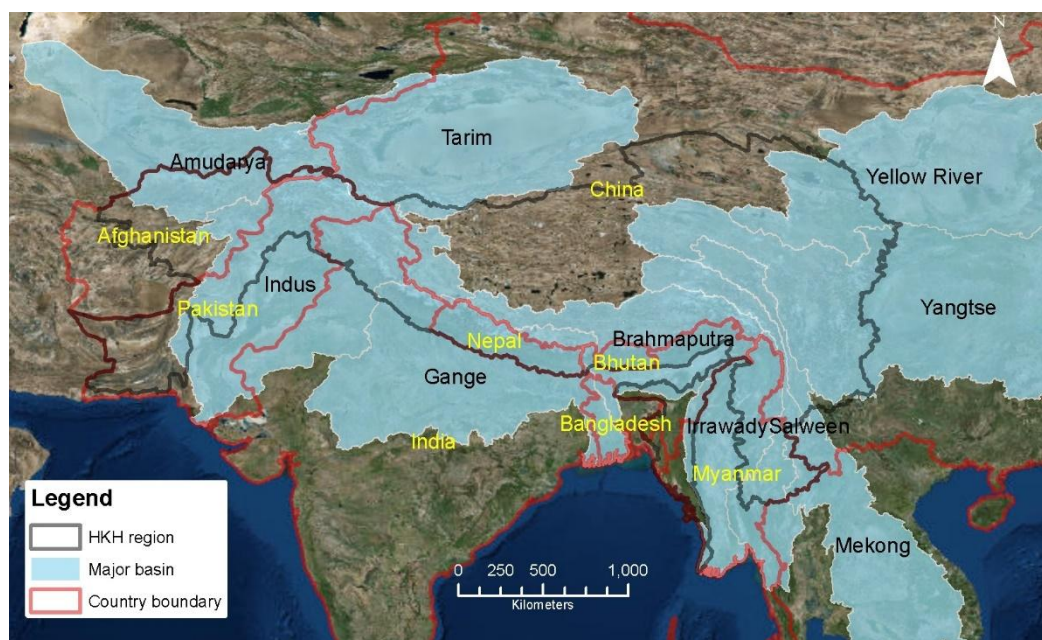 N
Tarim
Amudarya
China
Yellow River
Afghanistan
Indus
Pakistan
Yangtse
Nepal
Brahmaputra
Bhutan
Gange
Bangladesh
IrrawadySalween
India
Myanmar
Mekong
Legend
HKH region
Major basin
Country boundary
0 250 500 1,000
Kilometers